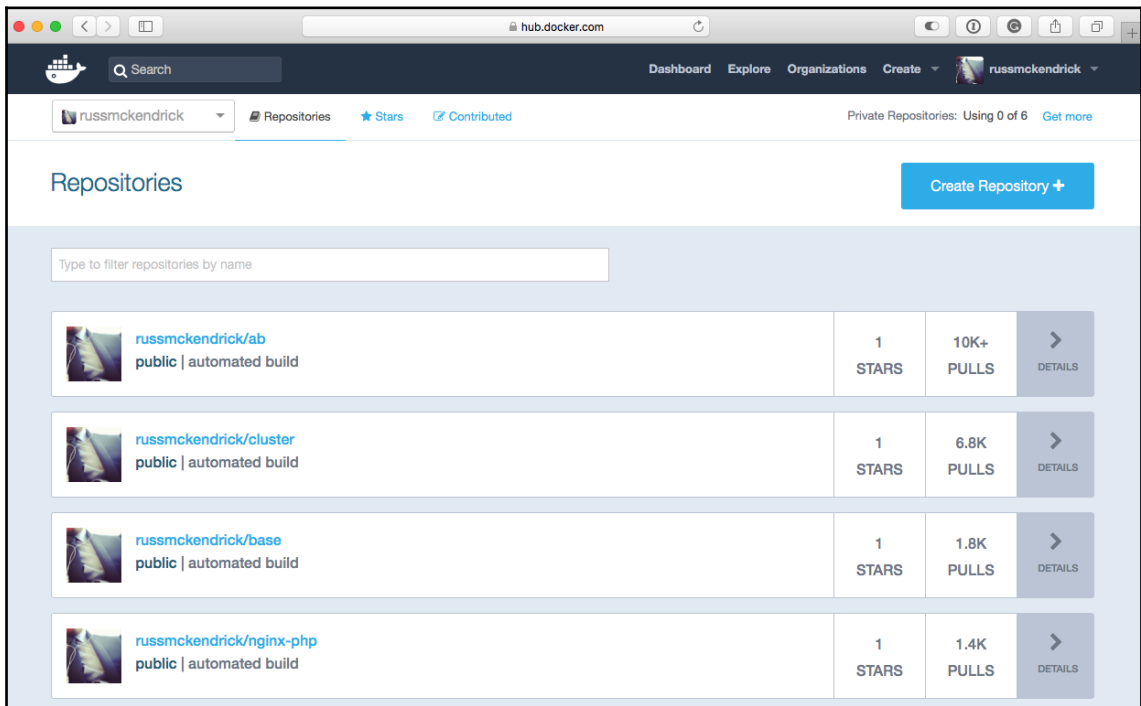 hub.docker.com
Search
Dashboard Explore Organizations Create russmckendrick
russmckendrick Repositories Stars Contributed Private Repositories: Using 0 of 6 Get more
Repositories
Create Repository
Type to filter repositories by name
russmckendrick/ab
public | automated build
1
STARS
10K+
PULLS
DETAILS
russmckendrick/cluster
public | automated build
1
STARS
6.8K
PULLS
DETAILS
russmckendrick/base
public | automated build
1
STARS
1.8K
PULLS
DETAILS
russmckendrick/nginx-php
public | automated build
1
STARS
1.4K
PULLS
DETAILS